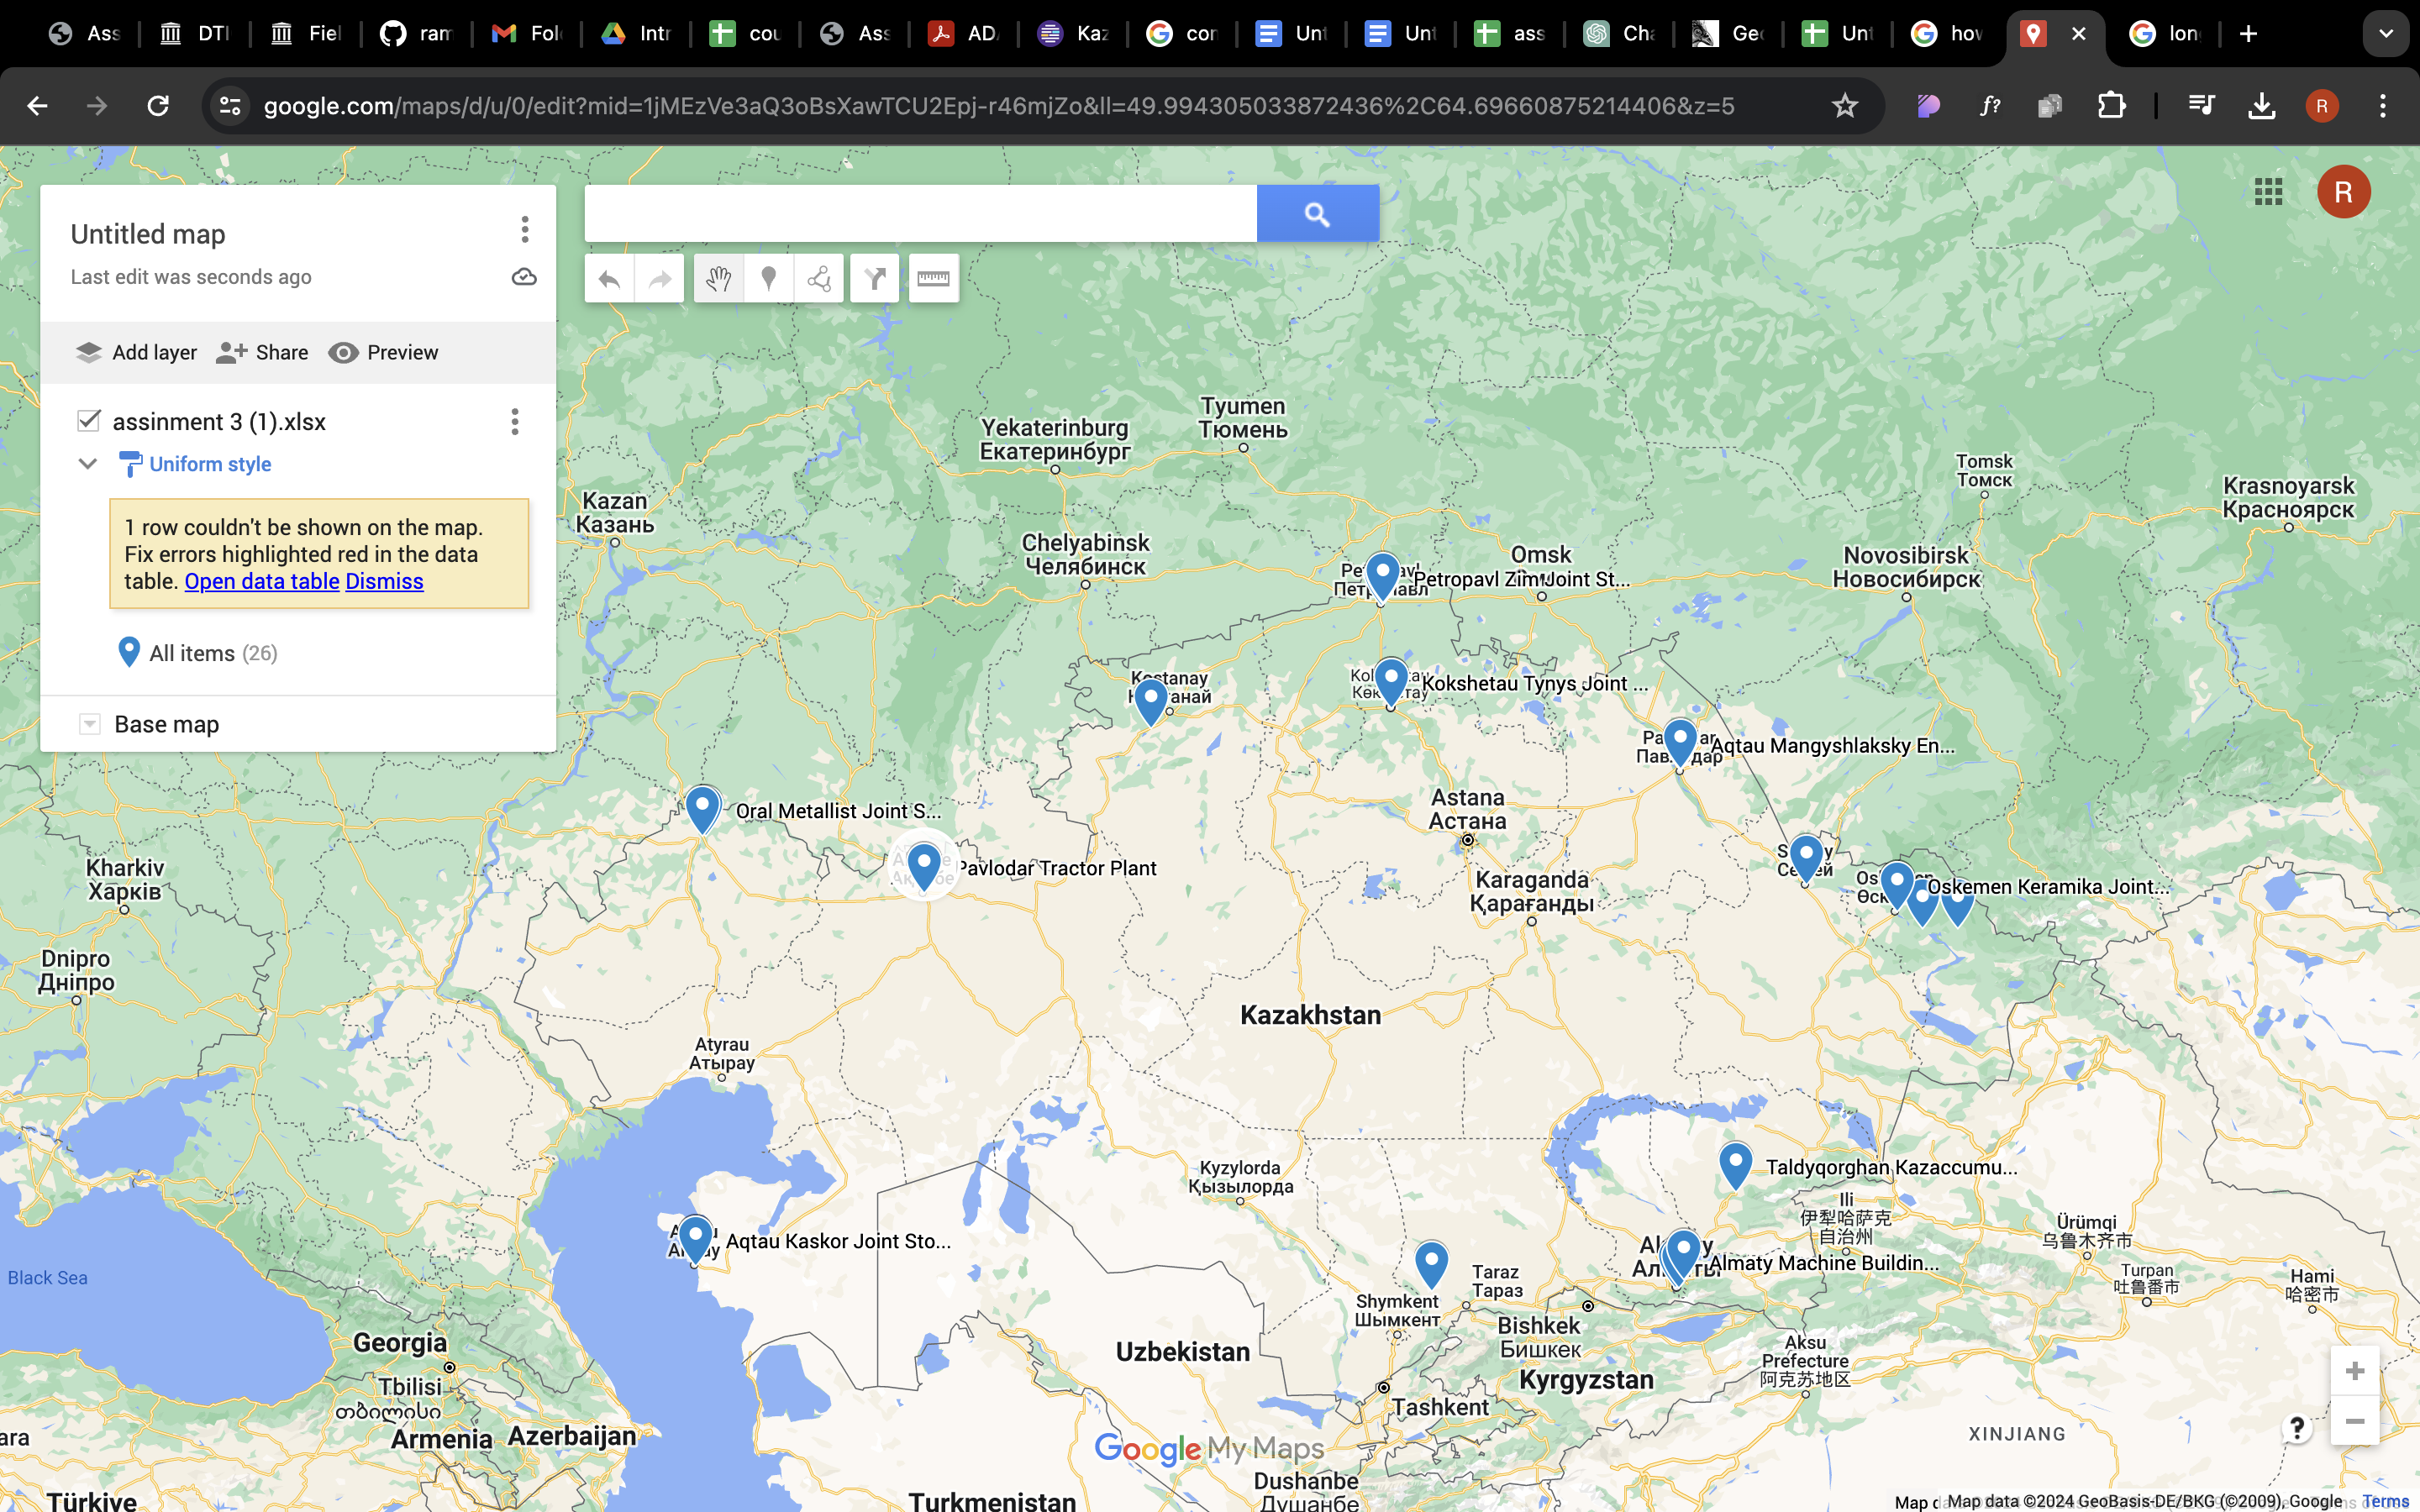 Ass
DTI
Fiel
ram
Fol
Intr
cou
Ass
AD
Kaz
cor
Unt
Unt
ass
Cha
Geo
Unt
how
lon
google.com/maps/d/u/0/edit?mid=1jMEzVe3aQ3oBsXawTCU2Epj-r46mjZo&ll=49.994305033872436%2C64.69660875214406&z=5
f?
R
R
Untitled map
Last edit was seconds ago
Add layer
Share
Preview
assinment 3 (1).xlsx
Uniform style
1 row couldn't be shown on the map.
Fix errors highlighted red in the data
table. Open data table Dismiss
All items (26)
Base map
Tyumen
Тюмень
Yekaterinburg
Екатеринбург
Tomsk
Томск
Krasnoyarsk
Красноярск
Kazan
Казань
Chelyabinsk
Челябинск
Omsk
Novosibirsk
Новосибирск
Petropavl Zim Joint St...
Kostanay
Kokshetau Tynys Joint ...
Aqtau Mangyshlaksky En...
Astana
Астана
Oral Metallist Joint S...
Pavlodar Tractor Plant
Kharkiv
Харків
Karaganda
Қарағанды
Oskemen Keramika Joint...
Dnipro
Дніпро
Kazakhstan
Atyrau
Атырау
Kyzylorda
Қызылорда
Taldyqorghan Kazaccumu...
Ili
伊犁哈萨克
自治州
Ürümqi
乌鲁木齐市
Aqtau Kaskor Joint Sto...
Almaty Machine Buildin...
Black Sea
Taraz
Тараз
Turpan
吐鲁番市
Hami
哈密市
Shymkent
Шымкент
Bishkek
Бишкек
Georgia
Uzbekistan
Aksu
Prefecture
阿克苏地区
Kyrgyzstan
Tbilisi
თბილისი
Tashkent
Armenia
Azerbaijan
ara
XINJIANG
?
Google My Maps
Dushanbe
Душанбе
Türkiye
Turkmenistan
Map data ©2024 GeoBasis-DE/BKG (©2009), Google
Terms